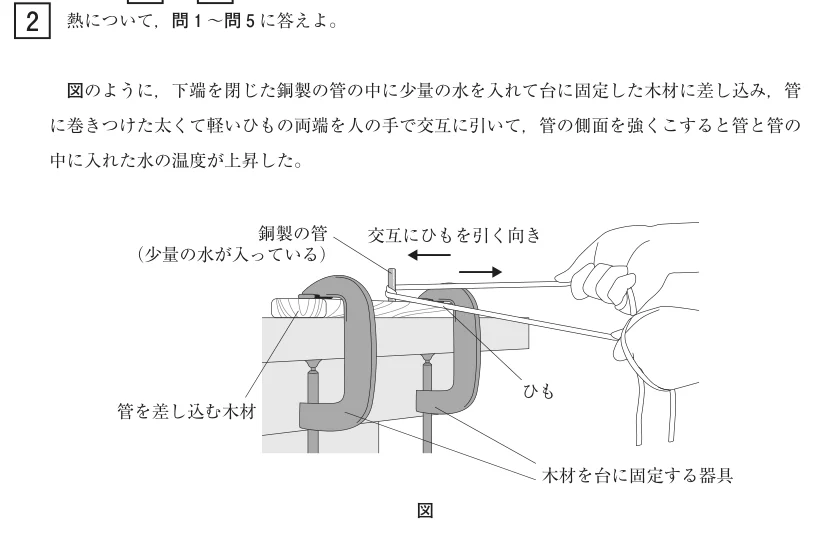 2 熱について，問1～問5に答えよ。
図のように，下端を閉じた銅製の管の中に少量の水を入れて台に固定した木材に差し込み，管
に巻きつけた太くて軽いひもの両端を人の手で交互に引いて，管の側面を強くこすると管と管の
中に入れた水の温度が上昇した。
銅製の管
（少量の水が入っている）
交互にひもを引く向き
ひも
管を差し込む木材
木材を台に固定する器具
図